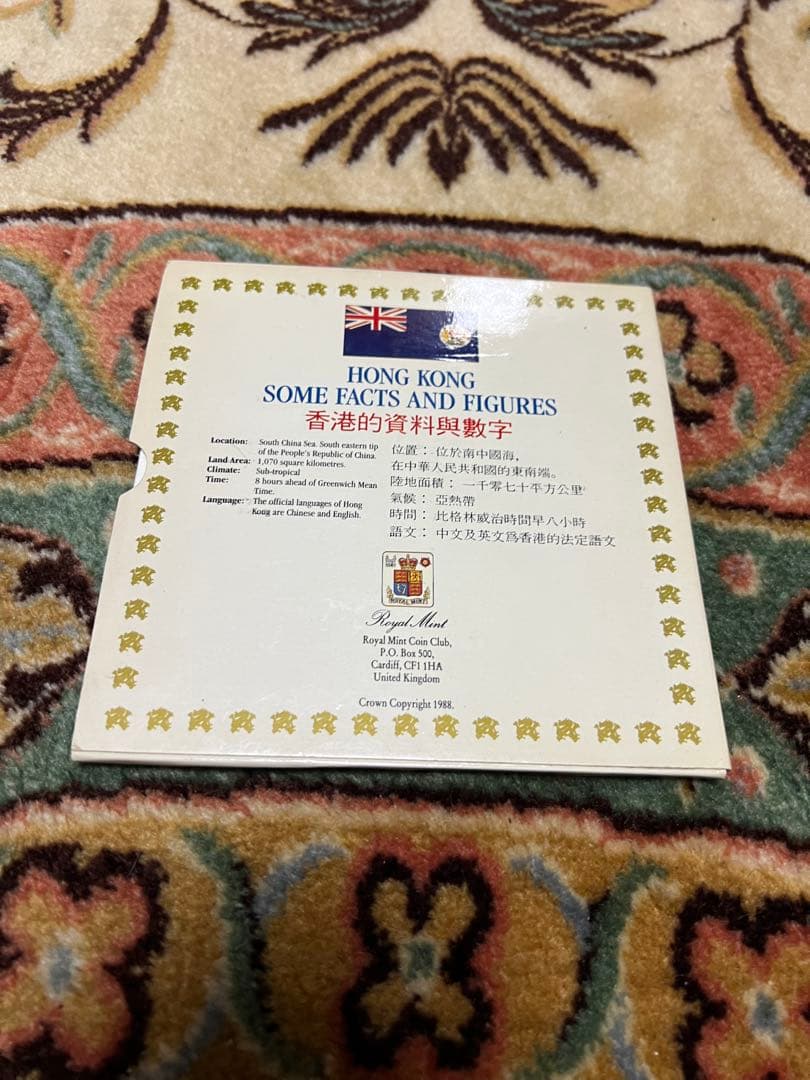 HONG KONG
SOME FACTS AND FIGURES
香港的資料與數字
Location: South China Sea. South eastern tip
of the People's Republic of China.
Land Area: 1,070 square kilometres.
Climate: Sub-tropical
Time: 8 hours ahead of Greenwich Mean
Time.
Language: The official languages of Hong
Kong are Chinese and English.
位置： 位於南中國海，
在中華人民共和國的東南端。
陸地面積： 一千零七十平方公里
氣候： 亞熱帶
時間： 比格林威治時間早八小時
語文： 中文及英文爲香港的法定語文
ROYAL MINT
Royal Mint
Royal Mint Coin Club,
P.O. Box 500,
Cardiff, CF1 1HA
United Kingdom
Crown Copyright 1988.